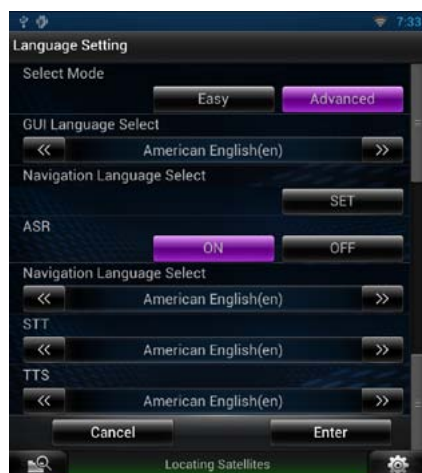 7:33
Language Setting
Select Mode
Easy Advanced
GUI Language Select
<< American English(en) >>
Navigation Language Select
SET
ASR
ON OFF
Navigation Language Select
<< American English(en) >>
STT
<< American English(en) >>
TTS
<< American English(en) >>
Cancel Enter
Locating Satellites